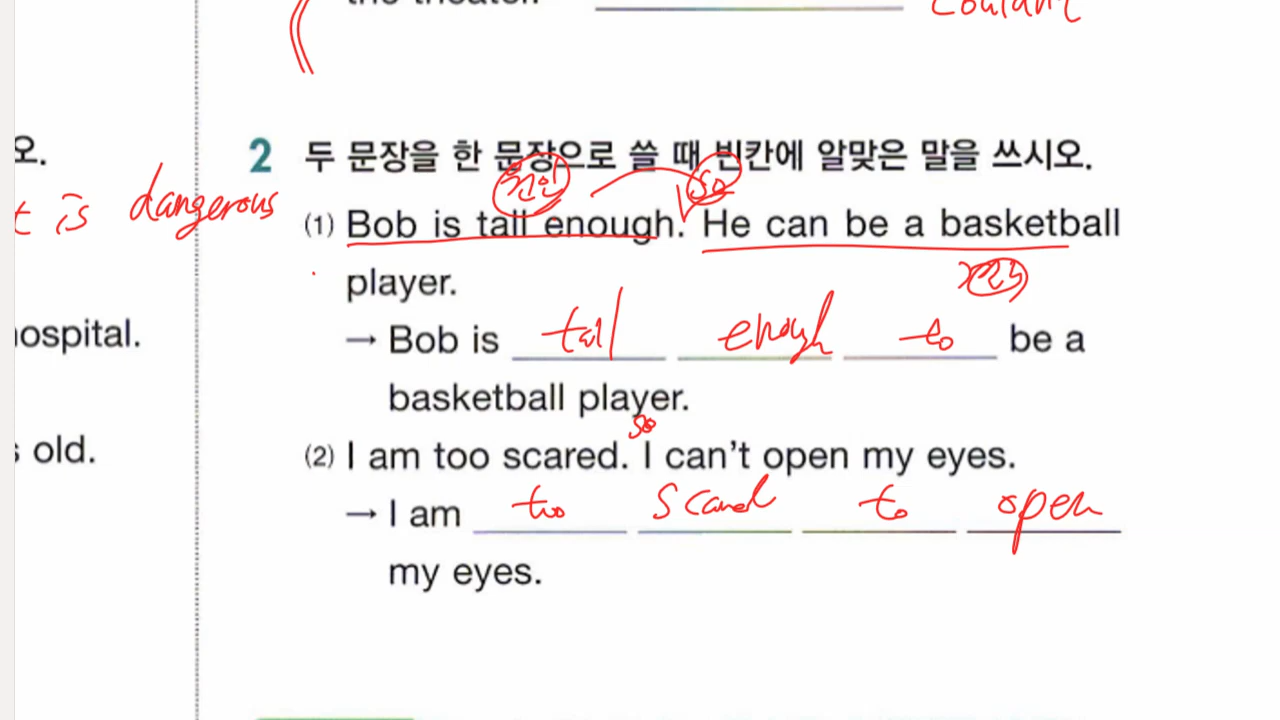 couldn't
2 두 문장을 한 문장으로 쓸 때 빈칸에 알맞은 말을 쓰시오.
오.
원인 so
t is dangerous
(1) Bob is tall enough. He can be a basketball
player.
→ Bob is tall enough to be a
basketball player.
hospital.
so
(2) I am too scared. I can't open my eyes.
s old.
→ I am too scared to open
my eyes.